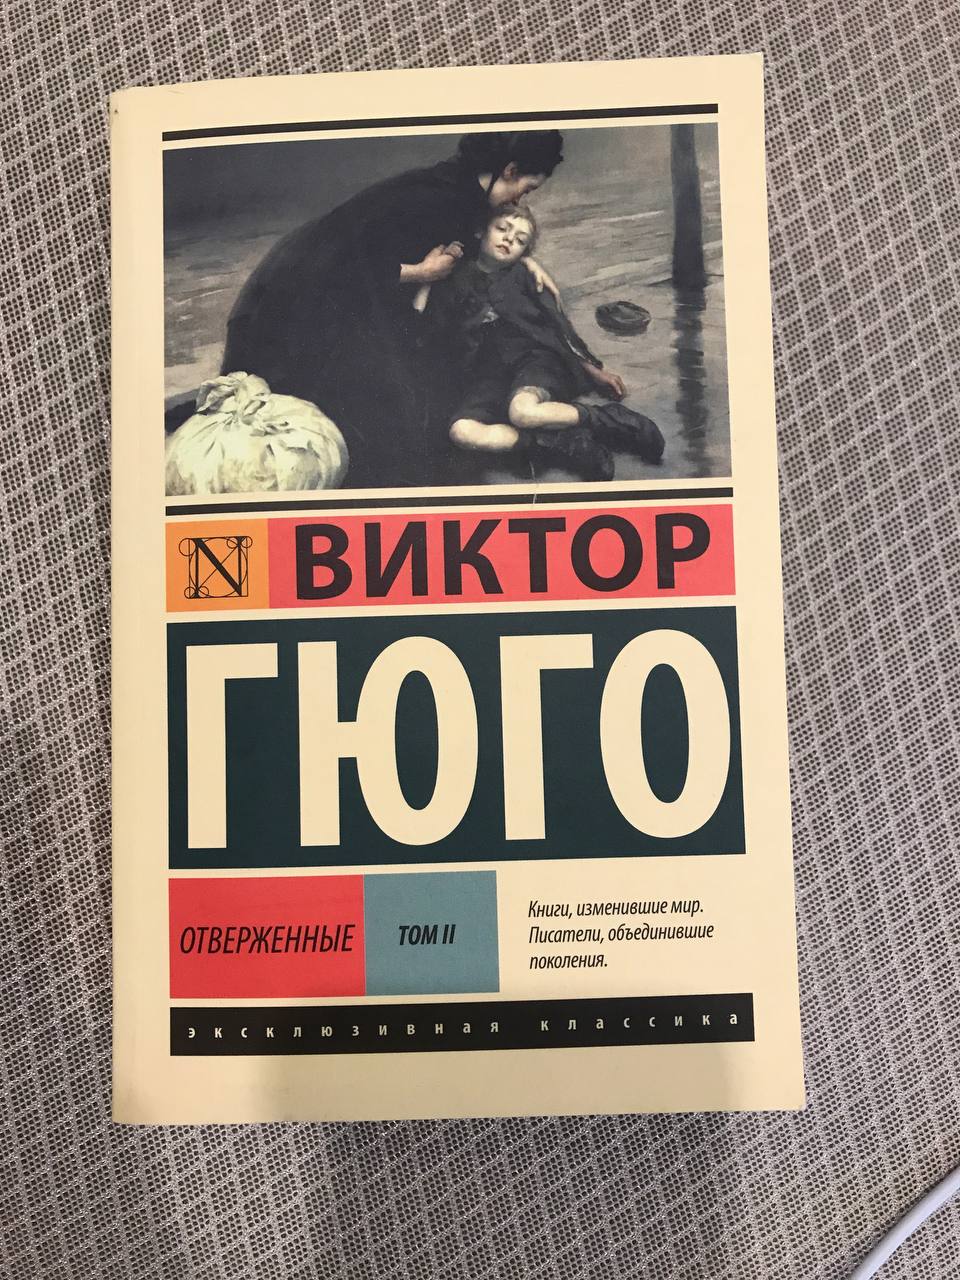 N
ВИКТОР
ГЮГО
ОТВЕРЖЕННЫЕ
ТОМ II
Книги, изменившие мир.
Писатели, объединившие
поколения.
эксклюзивная классика